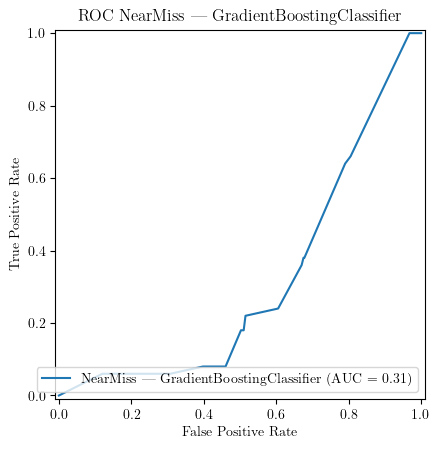 ROC NearMiss — GradientBoostingClassifier
True Positive Rate
1.0
0.8
0.6
0.4
0.2
0.0
NearMiss — GradientBoostingClassifier (AUC = 0.31)
0.0 0.2 0.4 0.6 0.8 1.0
False Positive Rate